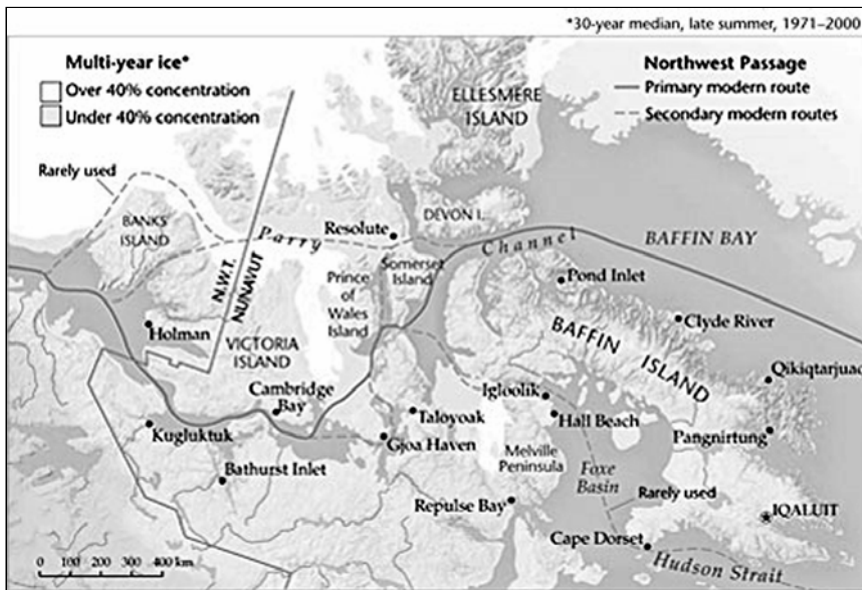 *30-year median, late summer, 1971–2000
Multi-year ice*
Over 40% concentration
Under 40% concentration
Northwest Passage
Primary modern route
Secondary modern routes
ELLESMERE
ISLAND
Rarely used
BANKS
ISLAND
DEVON I.
Resolute
Parry
Channel
BAFFIN BAY
N.W.T.
NUNAVUT
Somerset
Island
Prince
of
Wales
Island
Pond Inlet
Holman
VICTORIA
ISLAND
Clyde River
BAFFIN ISLAND
Qikiqtarjuaq
Cambridge
Bay
Igloolik
Taloyoak
Hall Beach
Kugluktuk
Gjoa Haven
Pangnirtung
Melville
Peninsula
Bathurst Inlet
Foxe
Basin
Rarely used
Repulse Bay
IQALUIT
Cape Dorset
Hudson Strait
0 100 200 300 400 km